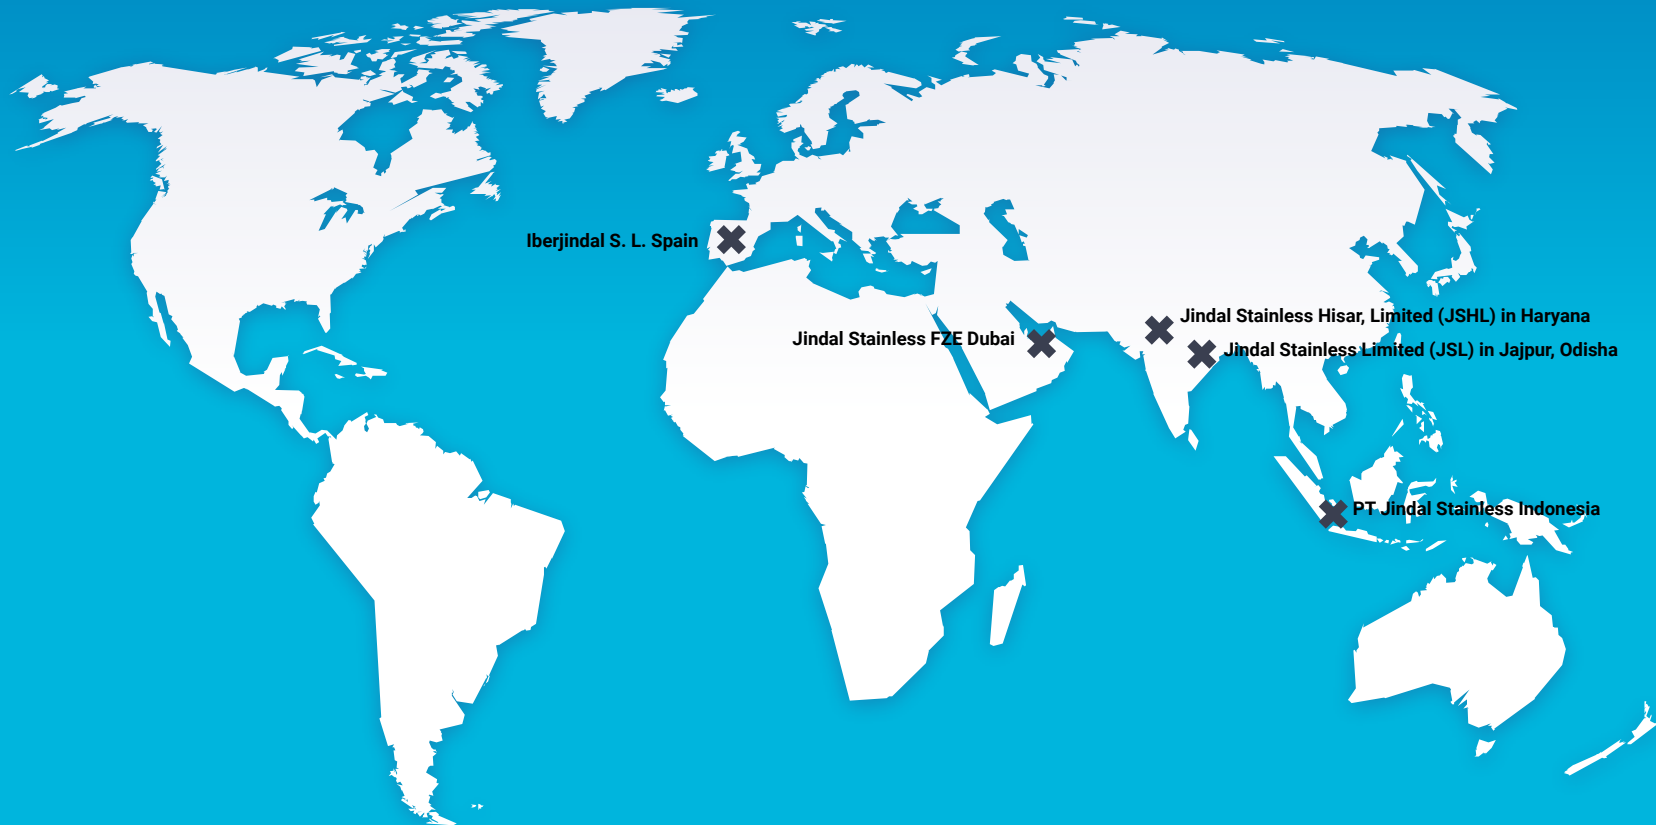 Iberjindal S. L. Spain
Jindal Stainless Hisar, Limited (JSHL) in Haryana
Jindal Stainless FZE Dubai
Jindal Stainless Limited (JSL) in Jajpur, Odisha
PT Jindal Stainless Indonesia